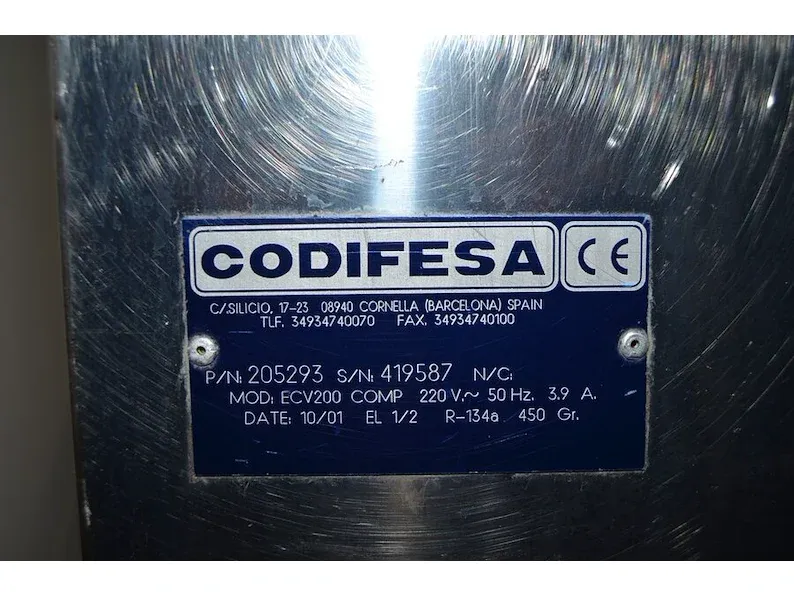 CODIFESA CE
C/.SILICIO, 17-23 08940 CORNELLA (BARCELONA) SPAIN
TLF. 34934740070 FAX. 34934740100
P/N: 205293 S/N: 419587 N/C:
MOD: ECV200 COMP 220 V.~ 50 Hz. 3.9 A.
DATE: 10/01 EL 1/2 R-134a 450 Gr.